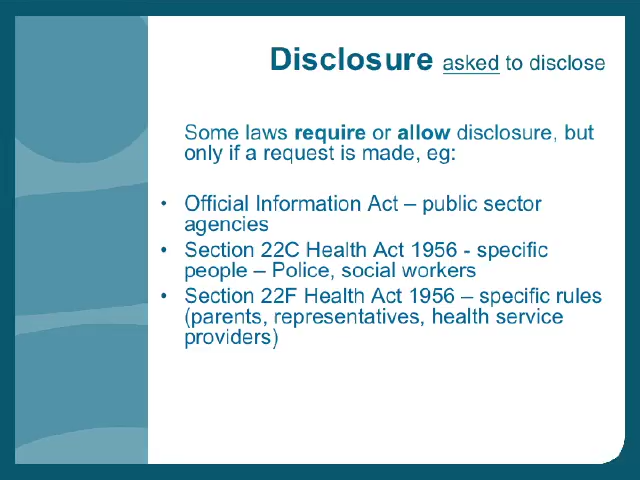 Disclosure asked to disclose
Some laws require or allow disclosure, but
only if a request is made, eg:
• Official Information Act – public sector
agencies
• Section 22C Health Act 1956 - specific
people – Police, social workers
• Section 22F Health Act 1956 – specific rules
(parents, representatives, health service
providers)